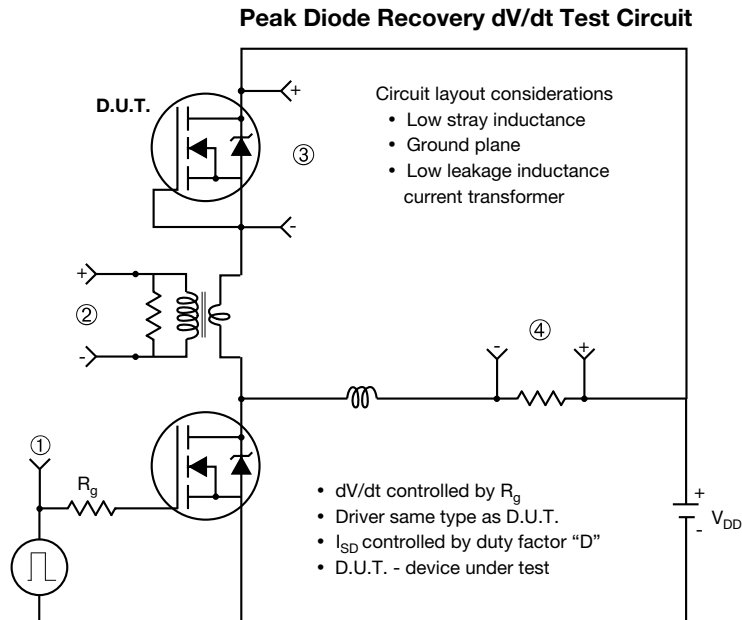 Peak Diode Recovery dV/dt Test Circuit
+
D.U.T.
Circuit layout considerations
• Low stray inductance
• Ground plane
• Low leakage inductance
current transformer
③
-
+
②
-
-
④
+
①
Rg
• dV/dt controlled by Rg
• Driver same type as D.U.T.
• ISD controlled by duty factor “D”
• D.U.T. - device under test
+
VDD
-